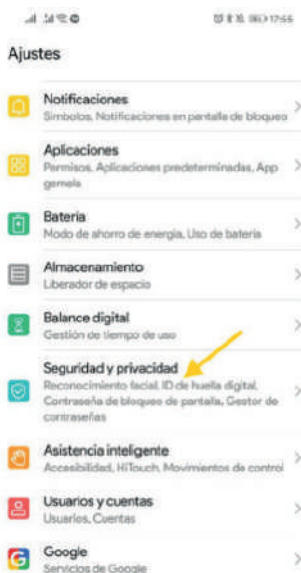 17:55
Ajustes
Notificaciones
Símbolos, Notificaciones en pantalla de bloqueo
Aplicaciones
Permisos, Aplicaciones predeterminadas, App
gemela
Batería
Modo de ahorro de energía, Uso de batería
Almacenamiento
Liberador de espacio
Balance digital
Gestión de tiempo de uso
Seguridad y privacidad
Reconocimiento facial, ID de huella digital,
Contraseña de bloqueo de pantalla, Gestor de
contraseñas
Asistencia inteligente
Accesibilidad, HiTouch, Movimientos de control
Usuarios y cuentas
Usuarios, Cuentas
Google
Servicios de Google